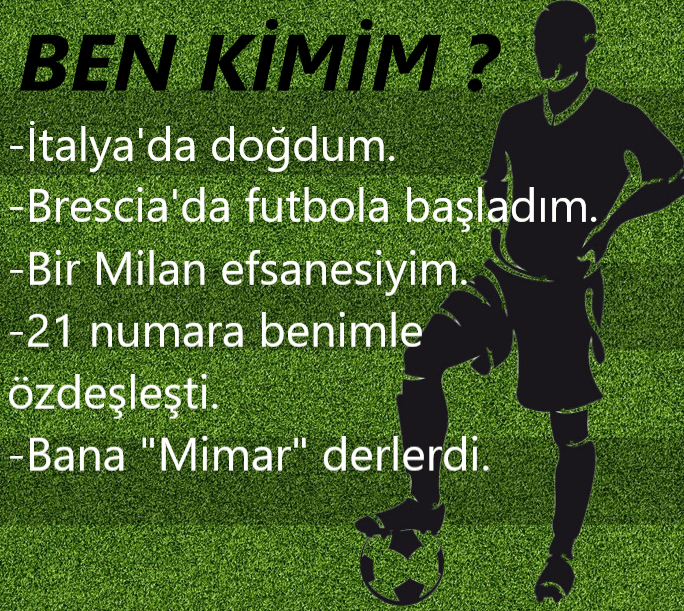 BEN KİMİM ?
-İtalya'da doğdum.
-Brescia'da futbola başladım.
-Bir Milan efsanesiyim.
-21 numara benimle
özdeşleşti.
-Bana "Mimar" derlerdi.